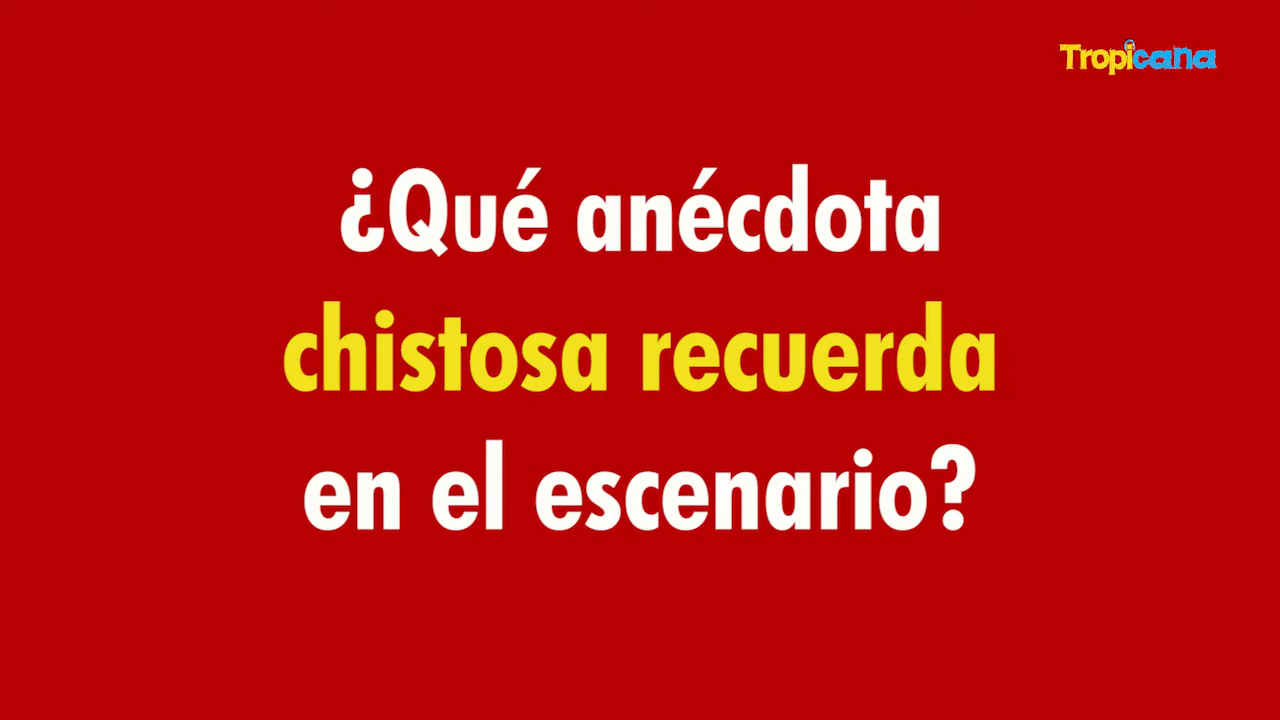 Tropicana
¿Qué anécdota
chistosa recuerda
en el escenario?